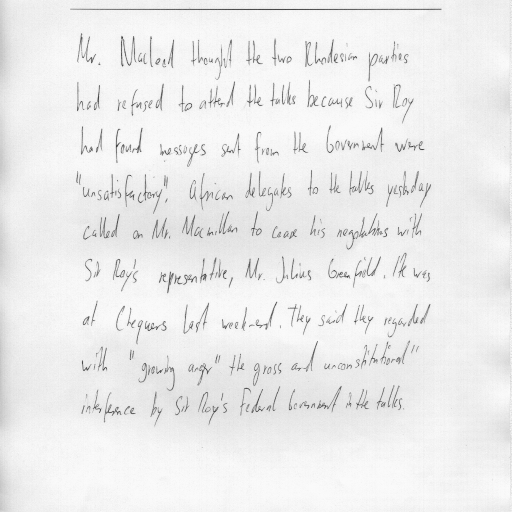 Mr. Macleod thought the two Rhodesian parties
had refused to attend the talks because Sir Roy
had found messages sent from the Government were
"unsatisfactory". African delegates to the talks yesterday
called on Mr. Macmillan to cease his negotiations with
Sir Roy's representative, Mr. Julius Greenfield. He was
at Chequers last weekend. They said they regarded
with "growing anger" the gross and unconstitutional"
interference by Sir Roy's Federal Government in the talks.